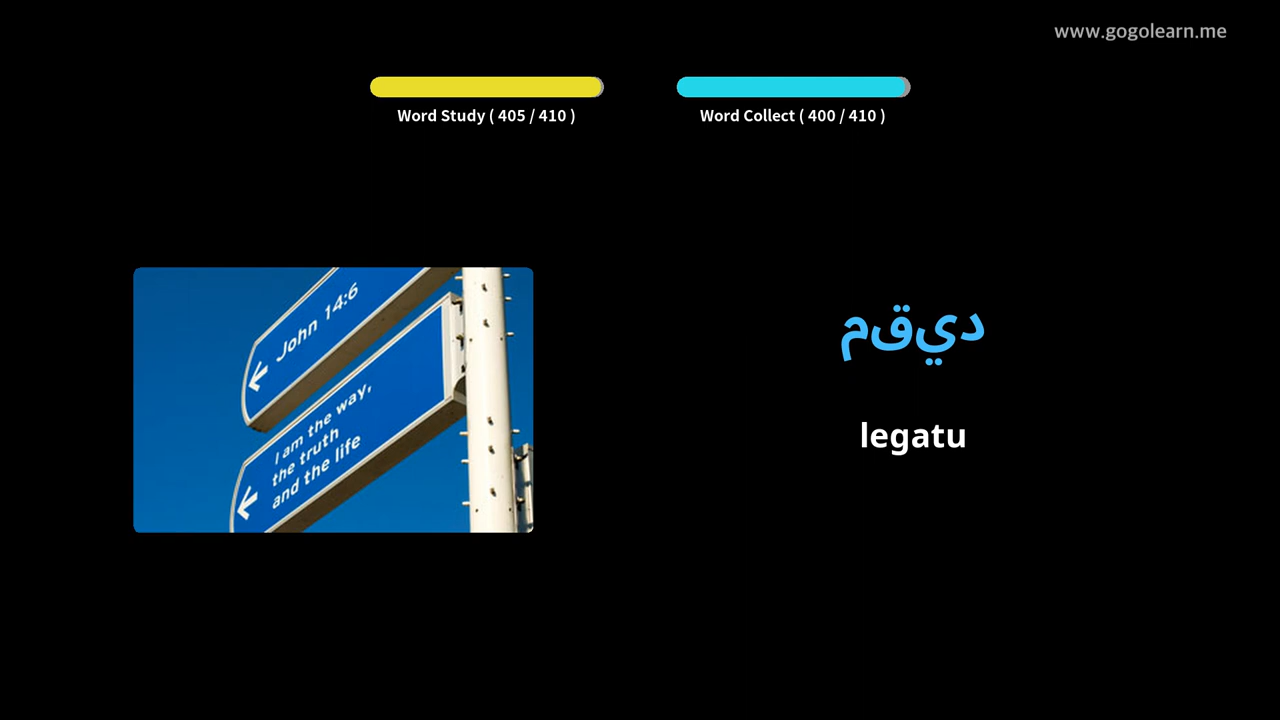 www.gogolearn.me
Word Study ( 405 / 410 )
Word Collect ( 400 / 410 )
John 14:6
I am the way,
the truth
and the life
ديقم
legatu